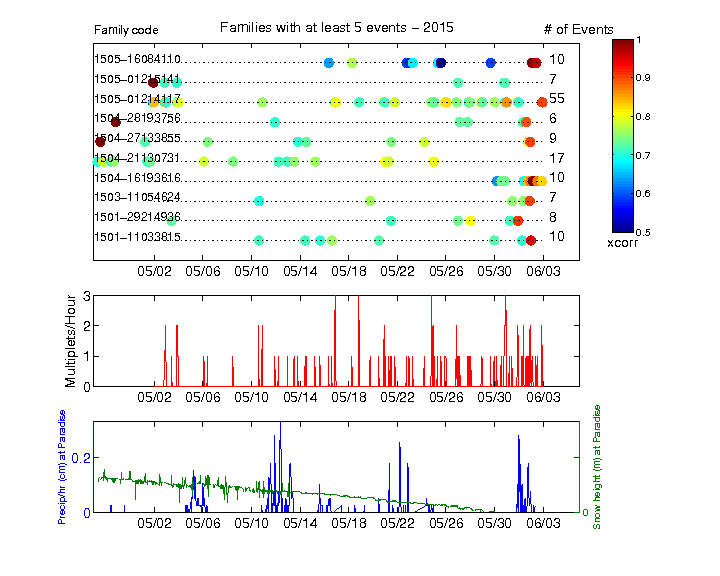 Family code
Families with at least 5 events − 2015
# of Events
1505−16084110 10
1505−01215141 7
1505−01214117 55
1504−28193756 6
1504−27133855 9
1504−21130731 17
1504−16193616 10
1503−11054624 7
1501−29214936 8
1501−11033815 10
05/02 05/06 05/10 05/14 05/18 05/22 05/26 05/30 06/03
1
0.9
0.8
0.7
0.6
0.5
xcorr
Multiplets/Hour
3
2
1
0
05/02 05/06 05/10 05/14 05/18 05/22 05/26 05/30 06/03
Precip/hr (cm) at Paradise
0.2
0
0
Snow height (m) at Paradise
05/02 05/06 05/10 05/14 05/18 05/22 05/26 05/30 06/03